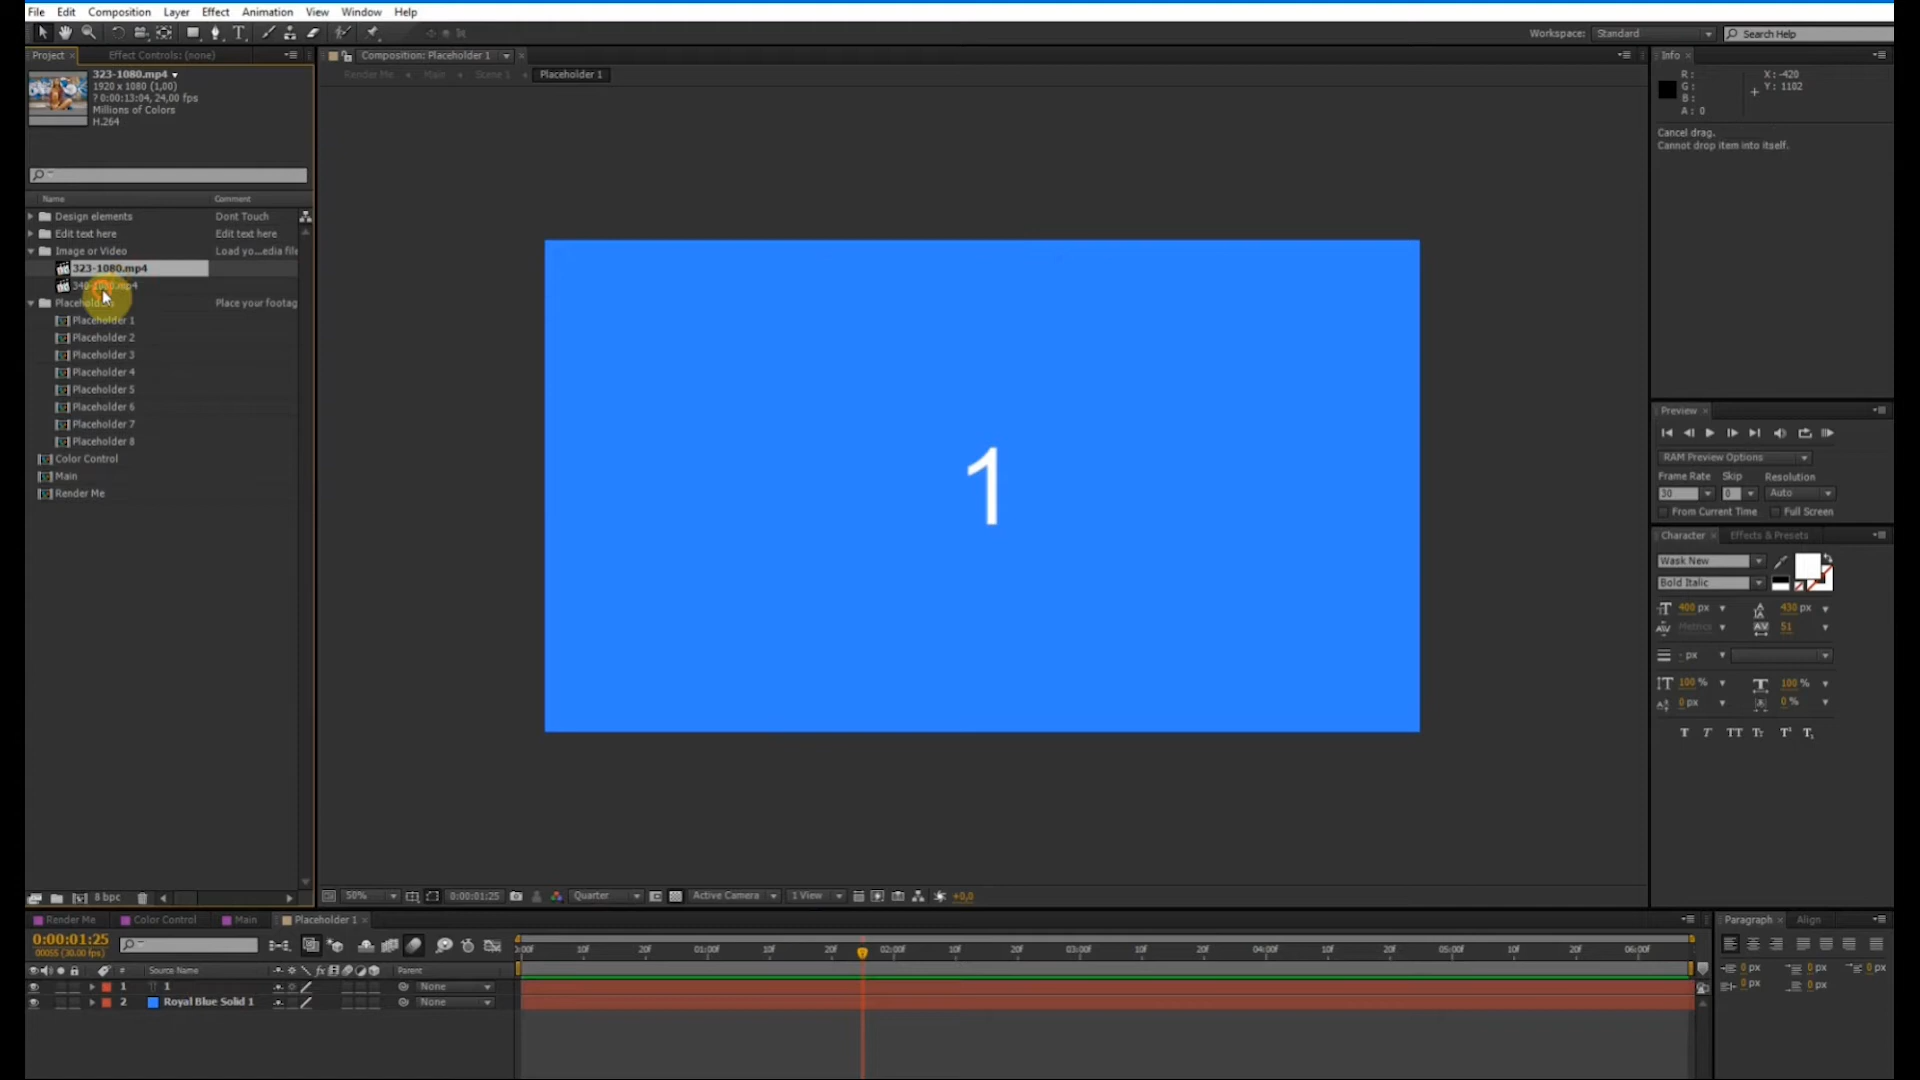 File Edit Composition Layer Effect Animation View Window Help
Workspace: Standard Search Help
Project Effect Controls: (none) Composition: Placeholder 1 Info
Render Me Main Scene 1 Placeholder 1
323-1080.mp4
1920 x 1080 (1,00)
? 0:00:13:04, 24,00 fps
Millions of Colors
H.264
R: X: -420
G: Y: 1102
B:
A: 0
Cancel drag.
Cannot drop item into itself.
Name Comment
Design elements Dont Touch
Edit text here Edit text here
Image or Video Load yo...edia file
323-1080.mp4
Placeholders Place your footag
Placeholder 1
Placeholder 2
Placeholder 3
Placeholder 4
Placeholder 5
Placeholder 6
Placeholder 7
Placeholder 8
Color Control
Main
Render Me
1
Preview
RAM Preview Options
Frame Rate Skip Resolution
30 0 Auto
From Current Time Full Screen
Character Effects & Presets
Wask New
Bold Italic
400 px 430 px
Metrics 51
- px
100 % 100 %
0 px 0 %
T T TT Tr T¹ T₁
8 bpc 50% 0:00:01:25 Quarter Active Camera 1 View +0,0
Render Me Color Control Main Placeholder 1 Paragraph Align
0:00:01:25
00055 (30.00 fps)
0:00f 10f 20f 01:00f 10f 20f 02:00f 10f 20f 03:00f 10f 20f 04:00f 10f 20f 05:00f 10f 20f 06:00f
# Source Name fx Parent
1 1 None
2 Royal Blue Solid 1 None
0 px 0 px 0 px
0 px 0 px